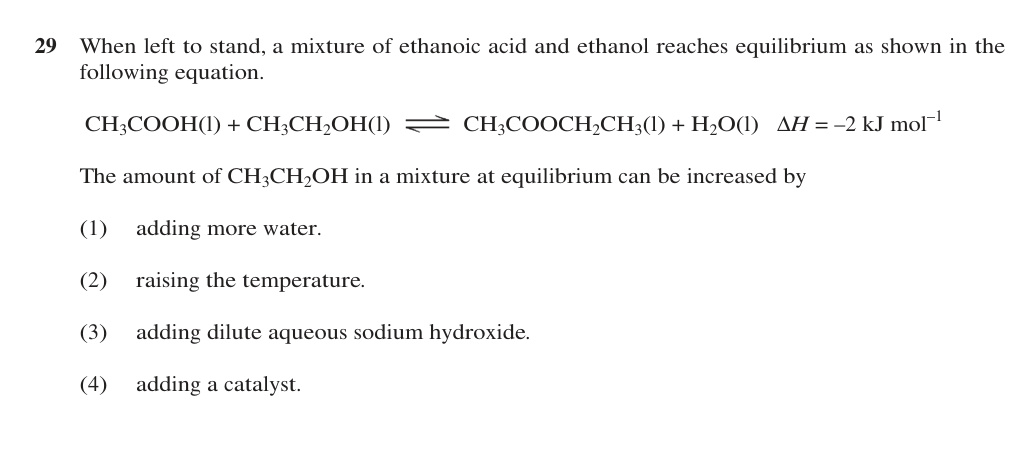 29 When left to stand, a mixture of ethanoic acid and ethanol reaches equilibrium as shown in the
following equation.
CH₃COOH(l) + CH₃CH₂OH(l) ⇌ CH₃COOCH₂CH₃(l) + H₂O(l) ΔH = –2 kJ mol⁻¹
The amount of CH₃CH₂OH in a mixture at equilibrium can be increased by
(1) adding more water.
(2) raising the temperature.
(3) adding dilute aqueous sodium hydroxide.
(4) adding a catalyst.